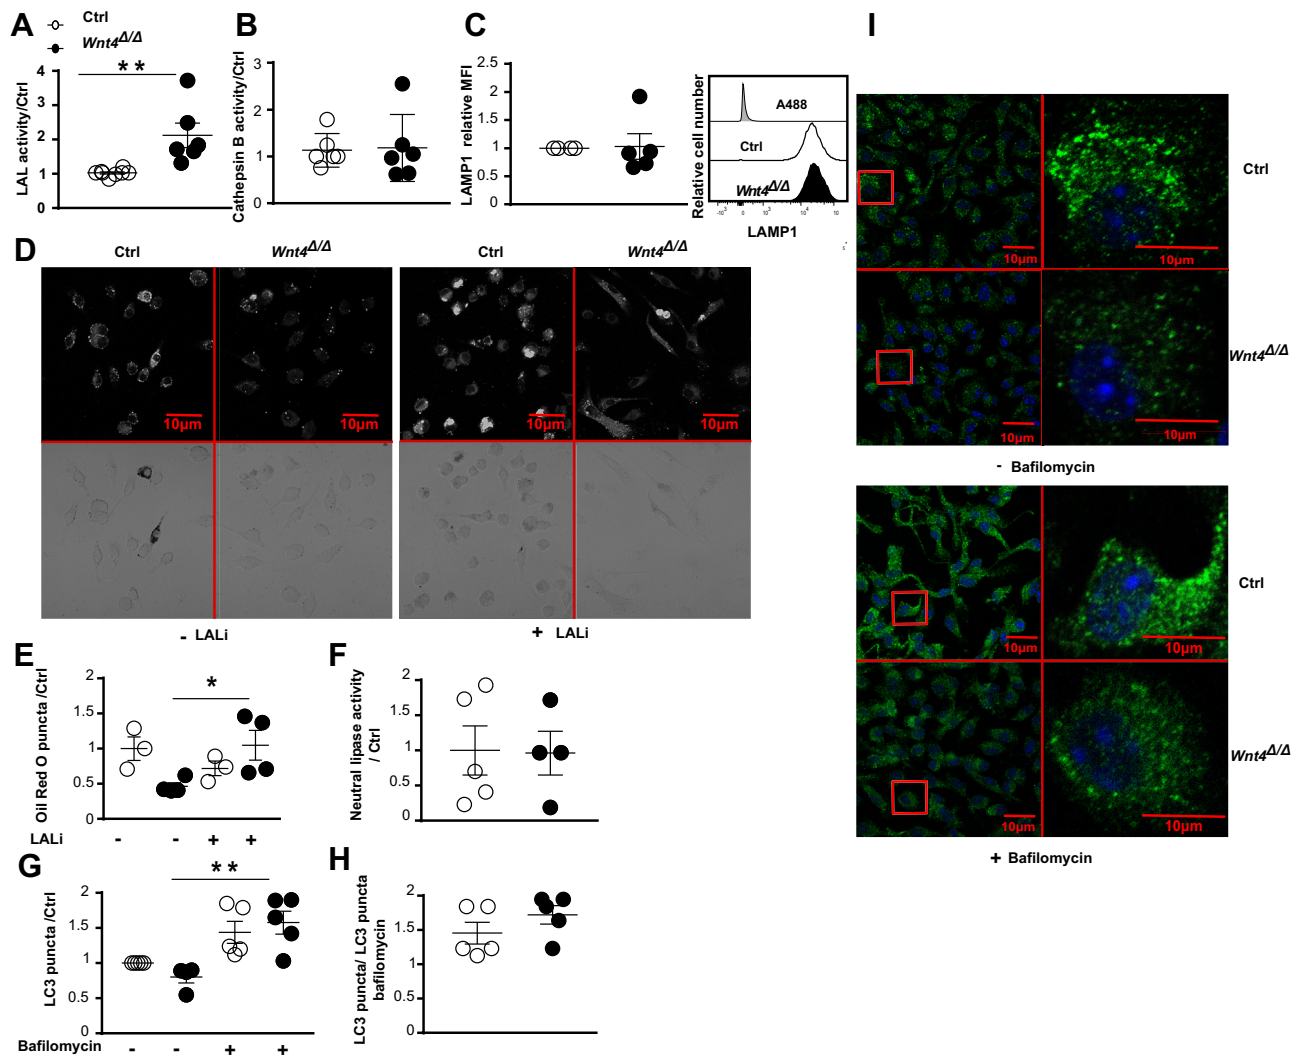 A
Ctrl
Wnt4Δ/Δ
**
LAL activity/Ctrl
4
3
2
1
0
B
Cathepsin B activity/Ctrl
3
2
1
0
C
LAMP1 relative MFI
2.5
2
1.5
1
0.5
0
Relative cell number
A488
Ctrl
Wnt4Δ/Δ
LAMP1
D
Ctrl
Wnt4Δ/Δ
Ctrl
Wnt4Δ/Δ
10µm
10µm
10µm
10µm
- LALi
+ LALi
E
Oil Red O puncta /Ctrl
2
1.5
1
0.5
0
*
LALi - - + +
F
Neutral lipase activity
/ Ctrl
2
1.5
1
0.5
0
G
LC3 puncta /Ctrl
2
1.5
1
0.5
0
**
Bafilomycin - - + +
H
LC3 puncta/ LC3 puncta
bafilomycin
2
1.5
1
0.5
0
I
Ctrl
10µm
10µm
Wnt4Δ/Δ
10µm
10µm
- Bafilomycin
Ctrl
10µm
10µm
Wnt4Δ/Δ
10µm
10µm
+ Bafilomycin